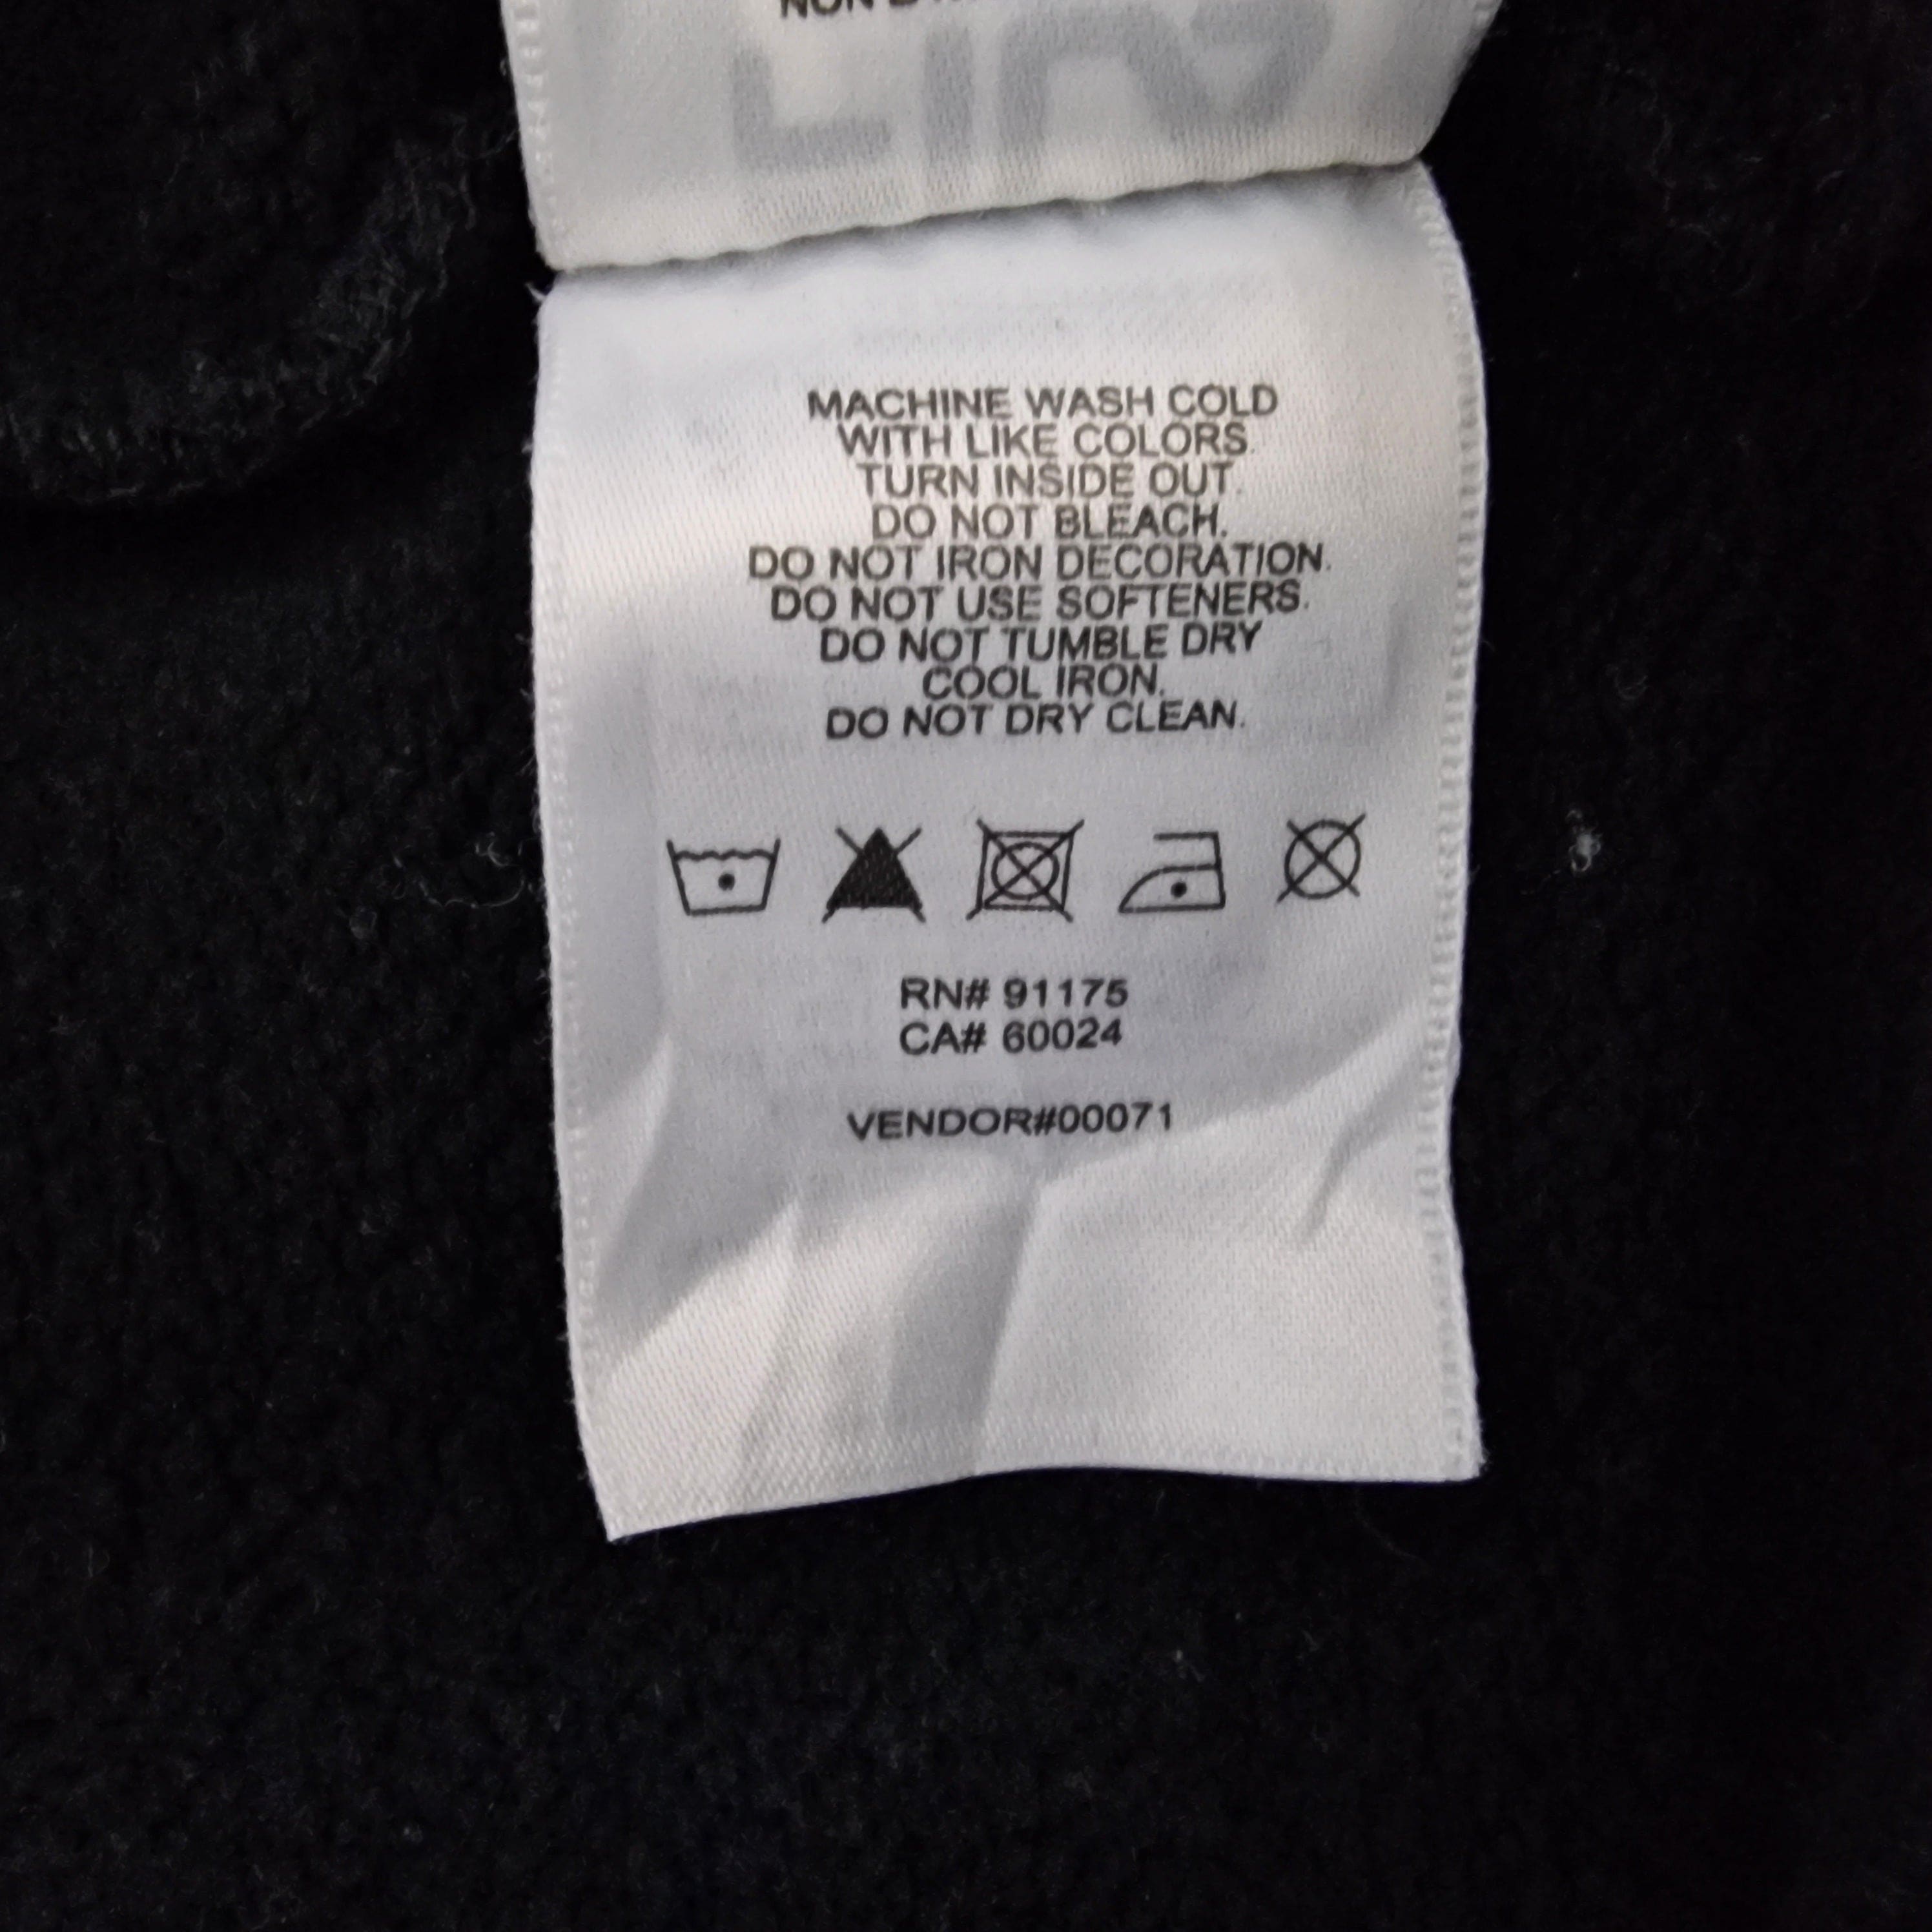 NON
MACHINE WASH COLD
WITH LIKE COLORS.
TURN INSIDE OUT.
DO NOT BLEACH.
DO NOT IRON DECORATION.
DO NOT USE SOFTENERS.
DO NOT TUMBLE DRY
COOL IRON.
DO NOT DRY CLEAN.
RN# 91175
CA# 60024
VENDOR#00071